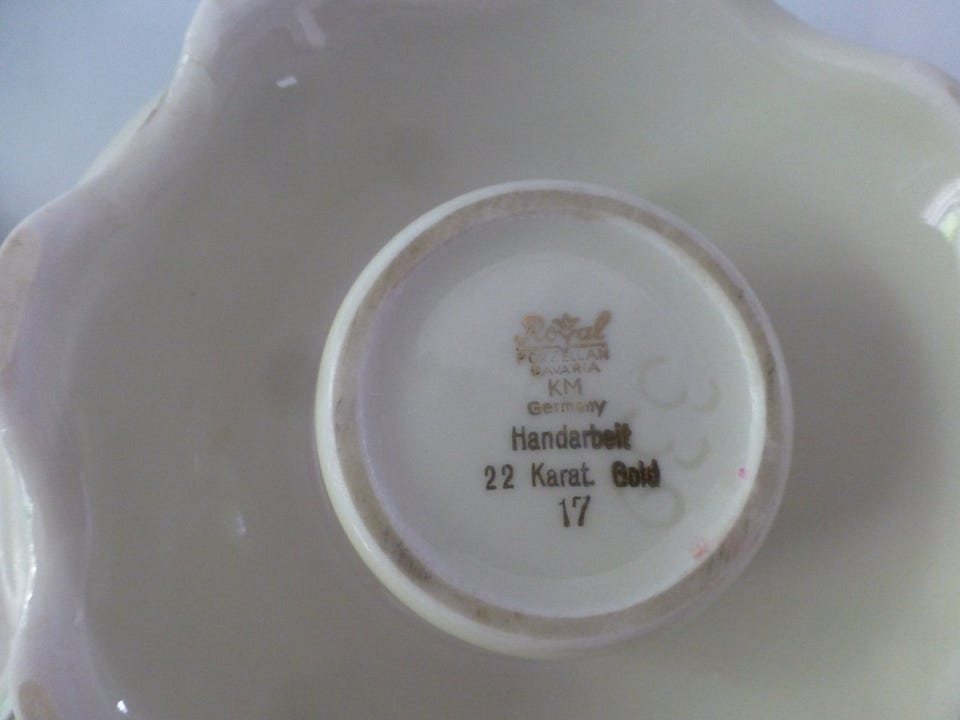 Royal
PORZELLAN
BAVARIA
KM
Germany
Handarbeit
22 Karat. Gold
17